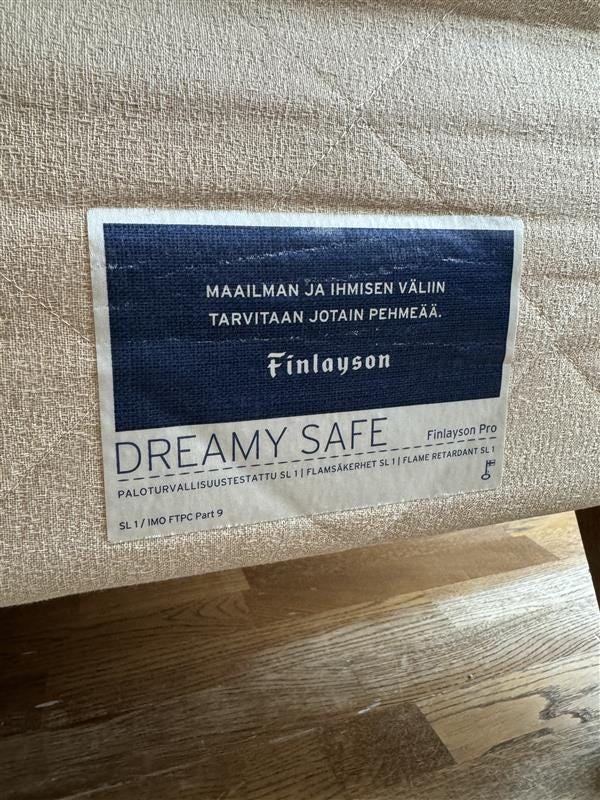 MAAILMAN JA IHMISEN VÄLIIN
TARVITAAN JOTAIN PEHMEÄÄ.
Finlayson
DREAMY SAFE Finlayson Pro
PALOTURVALLISUUSTESTATTU SL 1 | FLAMSÄKERHET SL 1 | FLAME RETARDANT SL 1
SL 1 / IMO FTPC Part 9